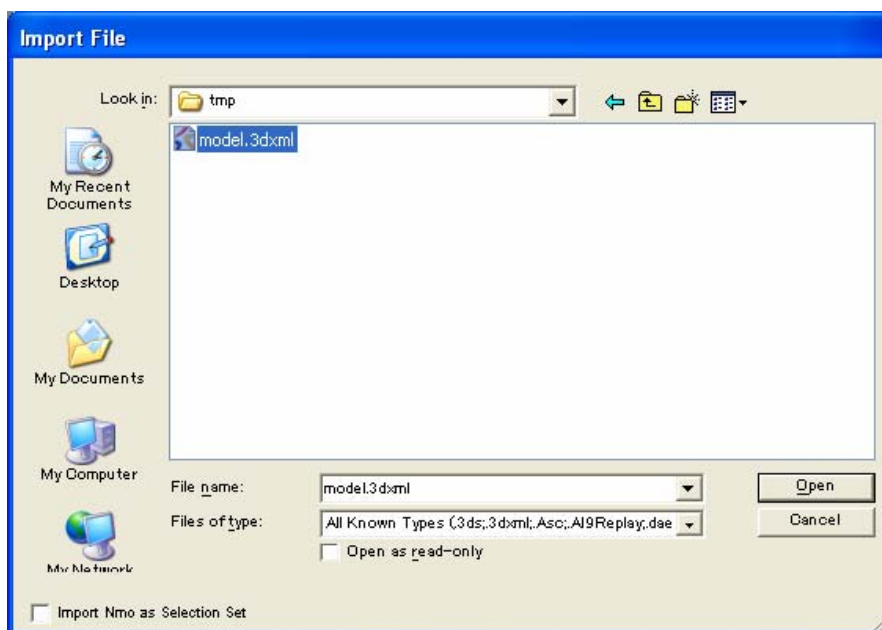 Import File
Look in: tmp
model.3dxml
My Recent
Documents
Desktop
My Documents
My Computer
My Network
File name: model.3dxml Open
Files of type: All Known Types (.3ds;.3dxml;.Asc;.AI9Replay;.dae Cancel
Open as read-only
Import Nmo as Selection Set